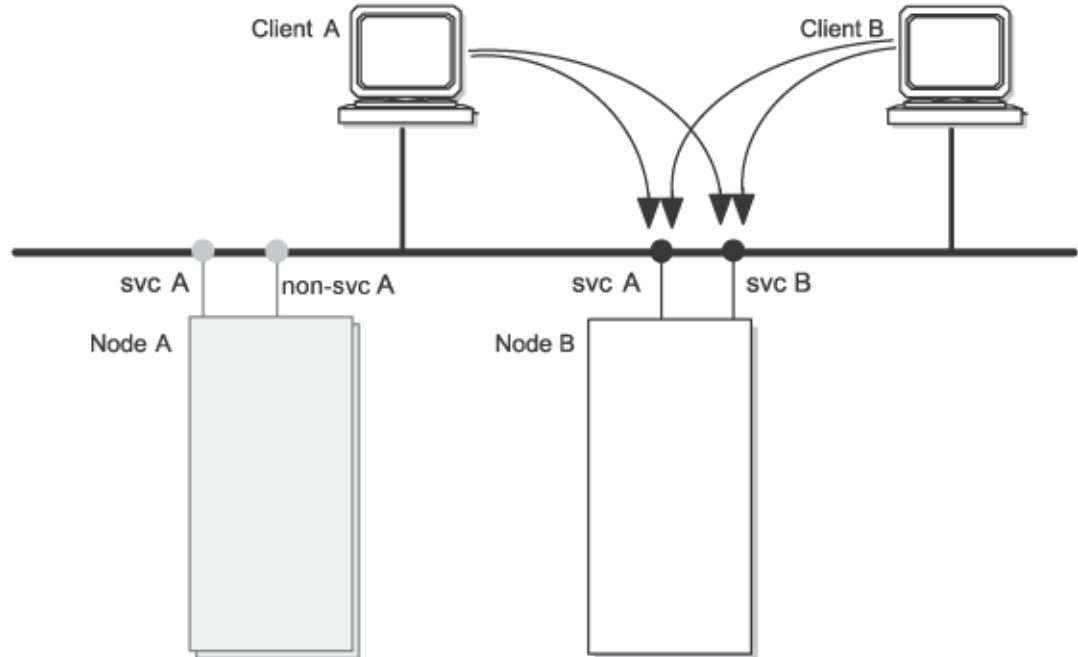 Client A
Client B
svc A
non-svc A
svc A
svc B
Node A
Node B